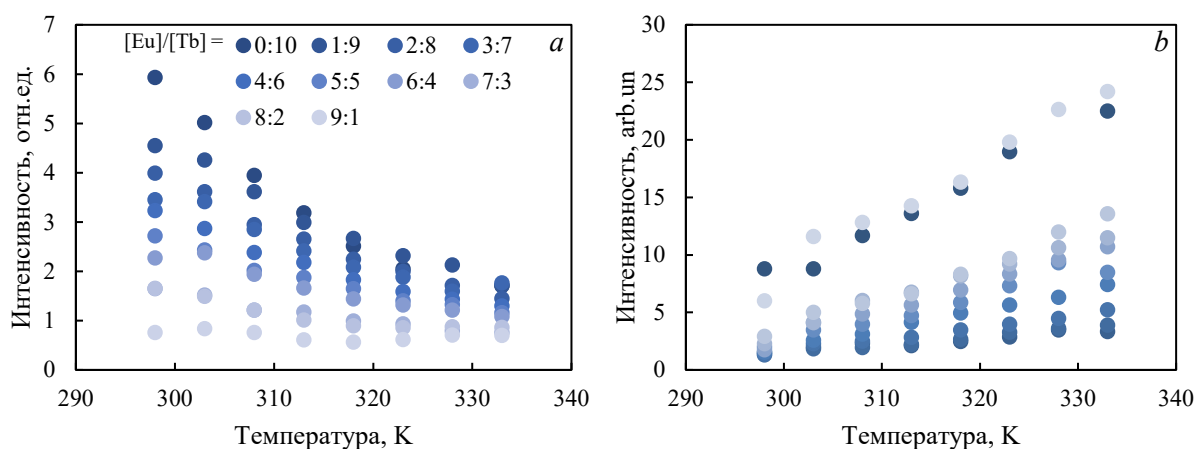 7
6
5
4
3
2
1
0
Интенсивность, отн.ед.
[Eu]/[Tb] = 0:10 1:9 2:8 3:7
4:6 5:5 6:4 7:3
8:2 9:1
a
290 300 310 320 330 340
Температура, K
30
25
20
15
10
5
0
Интенсивность, arb.un
b
290 300 310 320 330 340
Температура, K